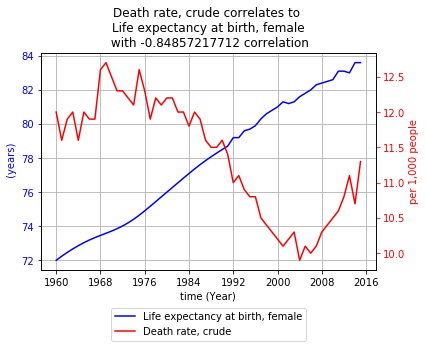 Death rate, crude correlates to
Life expectancy at birth, female
with -0.84857217712 correlation
84
82
80
78
76
74
72
(years)
12.5
12.0
11.5
11.0
10.5
10.0
per 1,000 people
1960 1968 1976 1984 1992 2000 2008 2016
time (Year)
Life expectancy at birth, female
Death rate, crude